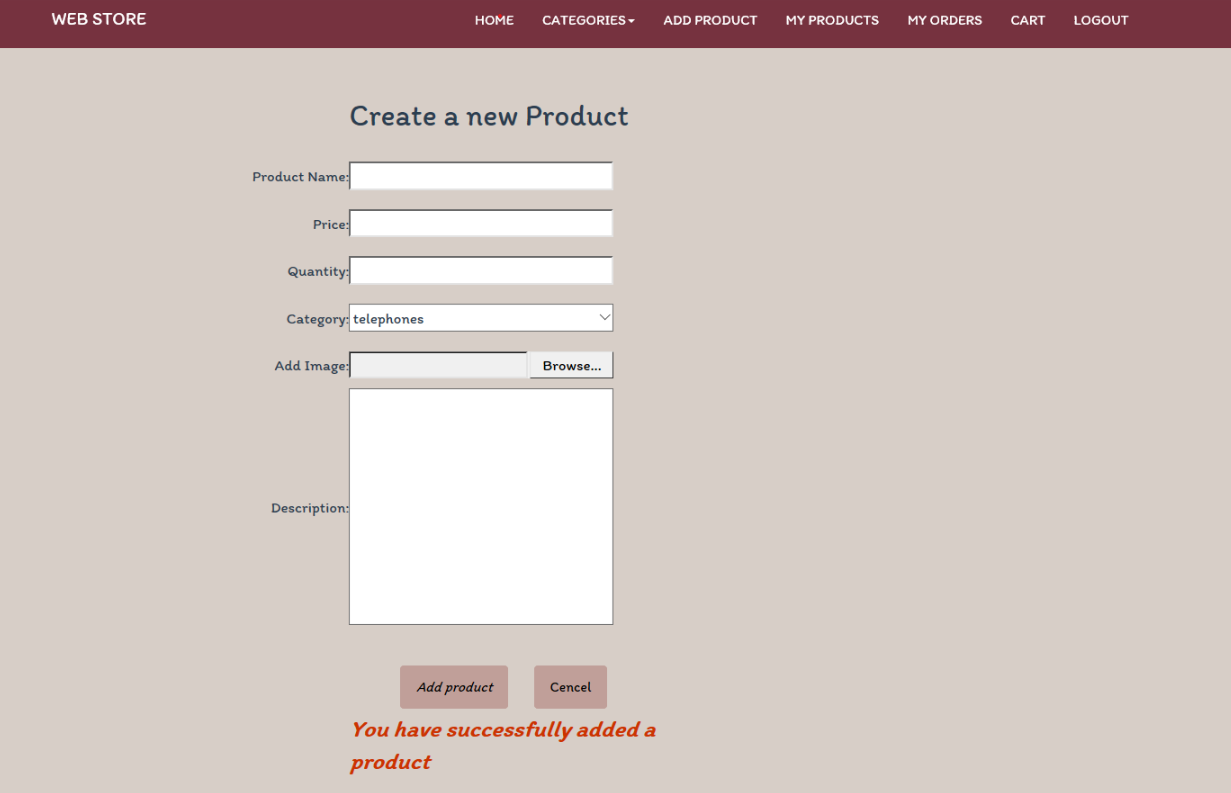 WEB STORE HOME CATEGORIES ADD PRODUCT MY PRODUCTS MY ORDERS CART LOGOUT
Create a new Product
Product Name:
Price:
Quantity:
Category: telephones
Add Image: Browse...
Description:
Add product Cencel
You have successfully added a
product